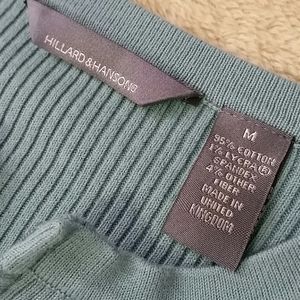 HILLARD&HANSON®
M
95% COTTON
1% LYCRA®
SPANDEX
4% OTHER
FIBER
MADE IN
UNITED
KINGDOM